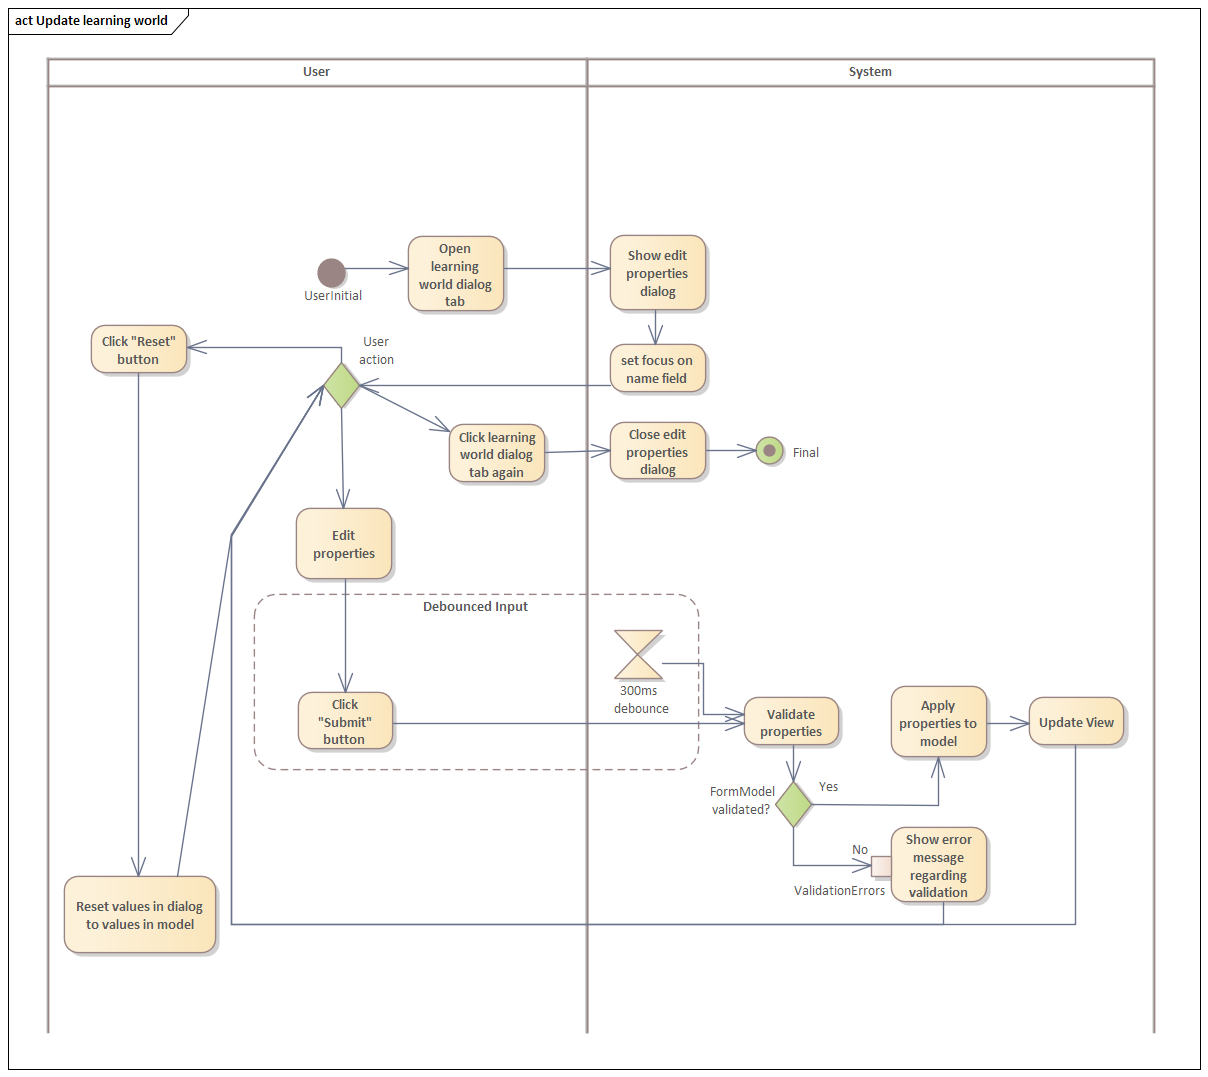 act Update learning world
User
System
Open
learning
world dialog
tab
Show edit
properties
dialog
UserInitial
Click "Reset"
button
User
action
set focus on
name field
Click learning
world dialog
tab again
Close edit
properties
dialog
Final
Edit
properties
Debounced Input
300ms
debounce
Click
"Submit"
button
Validate
properties
Apply
properties to
model
Update View
FormModel
validated?
Yes
No
Show error
message
regarding
validation
ValidationErrors
Reset values in dialog
to values in model